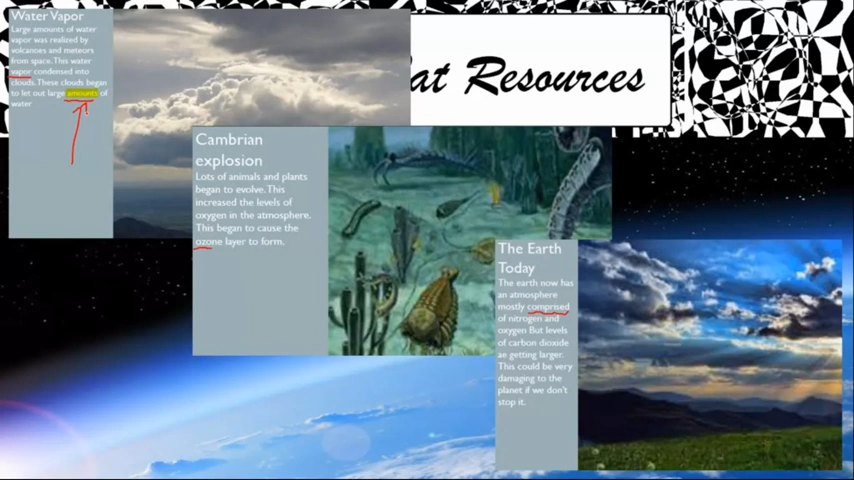 at Resources
Water Vapor
Large amounts of water
vapor was realized by
volcanoes and meteors
from space. This water
vapor condensed into
clouds. These clouds began
to let out large amounts of
water
Cambrian
explosion
Lots of animals and plants
began to evolve. This
increased the levels of
oxygen in the atmosphere.
This began to cause the
ozone layer to form.
The Earth
Today
The earth now has
an atmosphere
mostly comprised
of nitrogen and
oxygen But levels
of carbon dioxide
ae getting larger.
This could be very
damaging to the
planet if we don't
stop it.